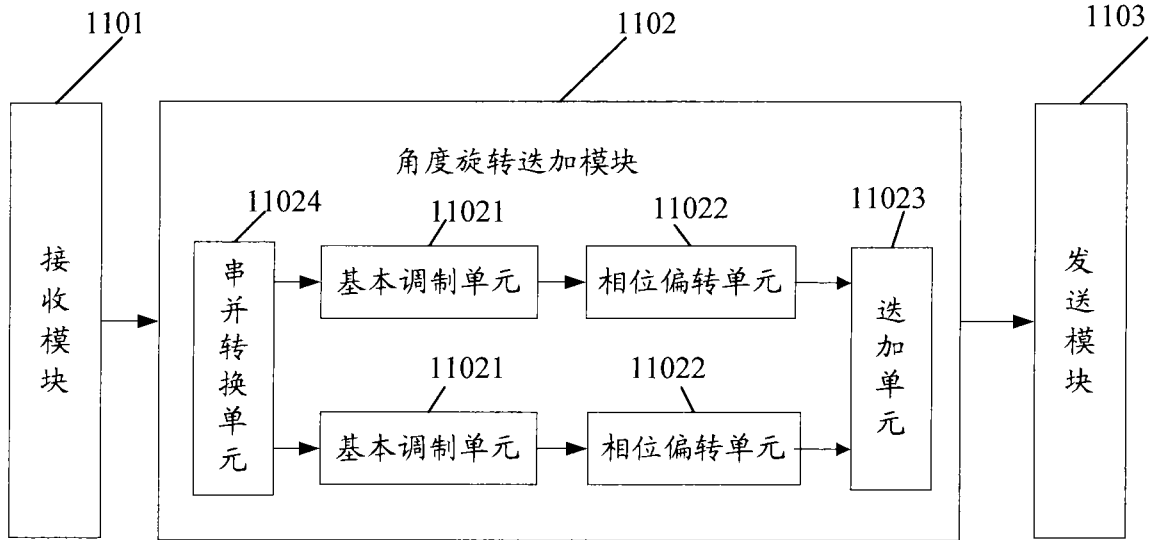 1101
1102
1103
角度旋转迭加模块
11024
11021
11022
11023
接收模块
串并转换单元
基本调制单元
相位偏转单元
迭加单元
发送模块
11021
11022
基本调制单元
相位偏转单元